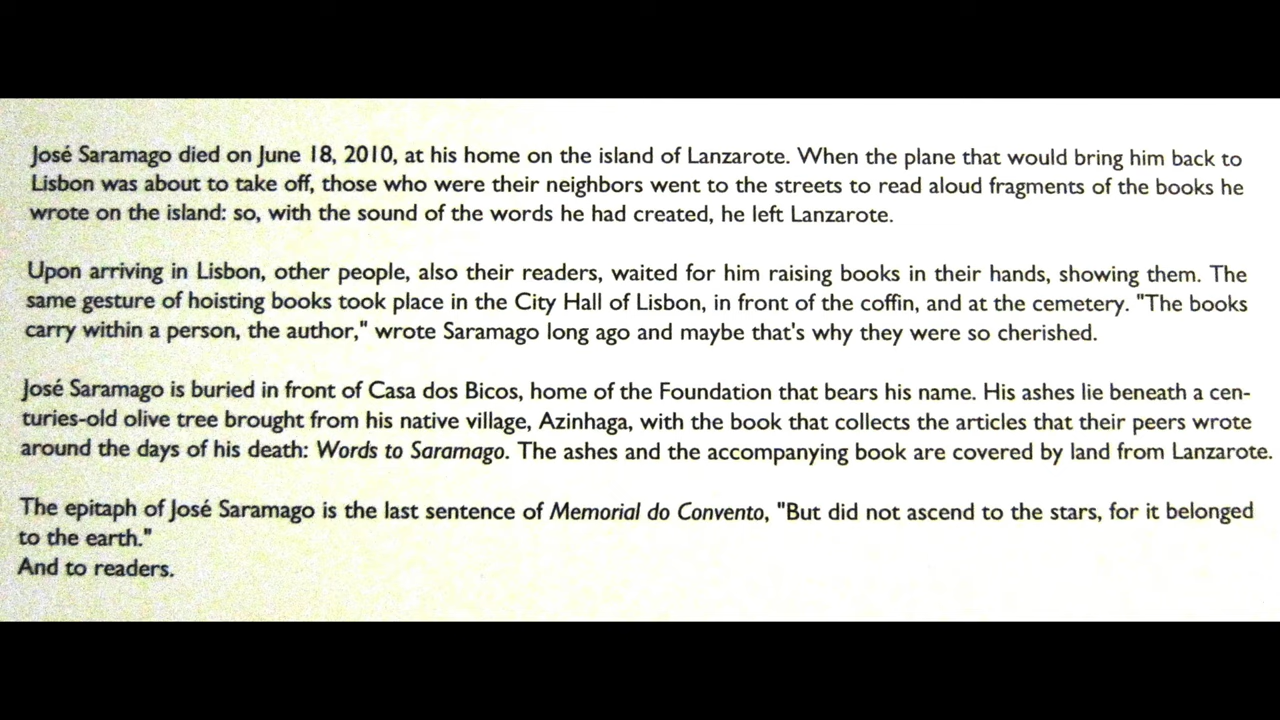 José Saramago died on June 18, 2010, at his home on the island of Lanzarote. When the plane that would bring him back to
Lisbon was about to take off, those who were their neighbors went to the streets to read aloud fragments of the books he
wrote on the island: so, with the sound of the words he had created, he left Lanzarote.
Upon arriving in Lisbon, other people, also their readers, waited for him raising books in their hands, showing them. The
same gesture of hoisting books took place in the City Hall of Lisbon, in front of the coffin, and at the cemetery. "The books
carry within a person, the author," wrote Saramago long ago and maybe that's why they were so cherished.
José Saramago is buried in front of Casa dos Bicos, home of the Foundation that bears his name. His ashes lie beneath a cen-
turies-old olive tree brought from his native village, Azinhaga, with the book that collects the articles that their peers wrote
around the days of his death: Words to Saramago. The ashes and the accompanying book are covered by land from Lanzarote.
The epitaph of José Saramago is the last sentence of Memorial do Convento, "But did not ascend to the stars, for it belonged
to the earth."
And to readers.